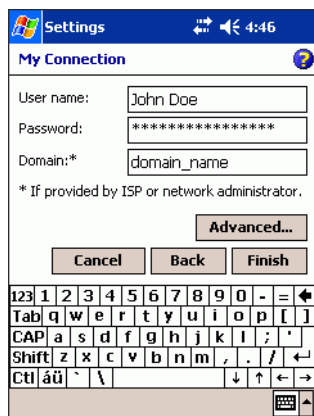 Settings 4:46
My Connection ?
User name: John Doe
Password: ****************
Domain:* domain_name
* If provided by ISP or network administrator.
Advanced...
Cancel Back Finish
123 1 2 3 4 5 6 7 8 9 0 - =
Tab q w e r t y u i o p [ ]
CAP a s d f g h j k l ; '
Shift z x c v b n m , . /
Ctl áü ` \